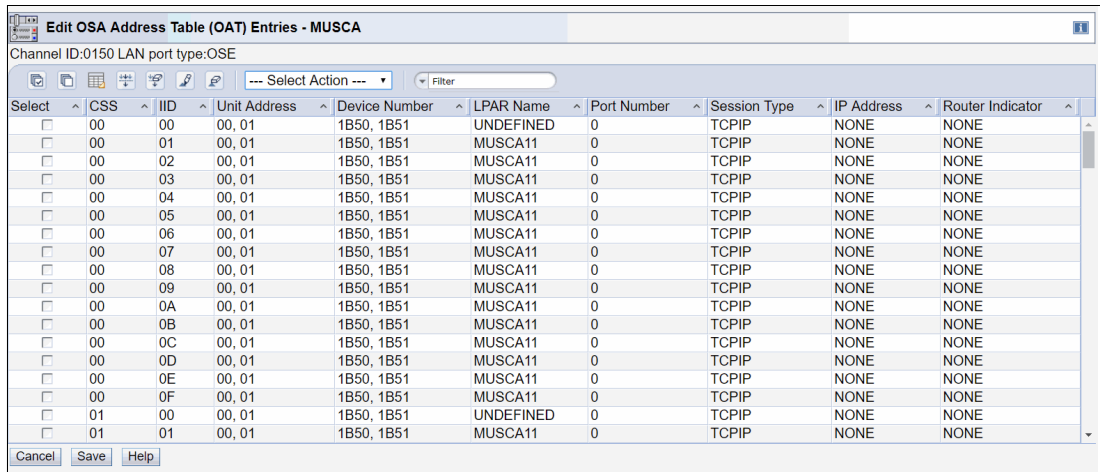 Edit OSA Address Table (OAT) Entries - MUSCA
Channel ID:0150 LAN port type:OSE
--- Select Action --- Filter
Select CSS IID Unit Address Device Number LPAR Name Port Number Session Type IP Address Router Indicator
00 00 00, 01 1B50, 1B51 UNDEFINED 0 TCPIP NONE NONE
00 01 00, 01 1B50, 1B51 MUSCA11 0 TCPIP NONE NONE
00 02 00, 01 1B50, 1B51 MUSCA11 0 TCPIP NONE NONE
00 03 00, 01 1B50, 1B51 MUSCA11 0 TCPIP NONE NONE
00 04 00, 01 1B50, 1B51 MUSCA11 0 TCPIP NONE NONE
00 05 00, 01 1B50, 1B51 MUSCA11 0 TCPIP NONE NONE
00 06 00, 01 1B50, 1B51 MUSCA11 0 TCPIP NONE NONE
00 07 00, 01 1B50, 1B51 MUSCA11 0 TCPIP NONE NONE
00 08 00, 01 1B50, 1B51 MUSCA11 0 TCPIP NONE NONE
00 09 00, 01 1B50, 1B51 MUSCA11 0 TCPIP NONE NONE
00 0A 00, 01 1B50, 1B51 MUSCA11 0 TCPIP NONE NONE
00 0B 00, 01 1B50, 1B51 MUSCA11 0 TCPIP NONE NONE
00 0C 00, 01 1B50, 1B51 MUSCA11 0 TCPIP NONE NONE
00 0D 00, 01 1B50, 1B51 MUSCA11 0 TCPIP NONE NONE
00 0E 00, 01 1B50, 1B51 MUSCA11 0 TCPIP NONE NONE
00 0F 00, 01 1B50, 1B51 MUSCA11 0 TCPIP NONE NONE
01 00 00, 01 1B50, 1B51 UNDEFINED 0 TCPIP NONE NONE
01 01 00, 01 1B50, 1B51 MUSCA11 0 TCPIP NONE NONE
Cancel Save Help